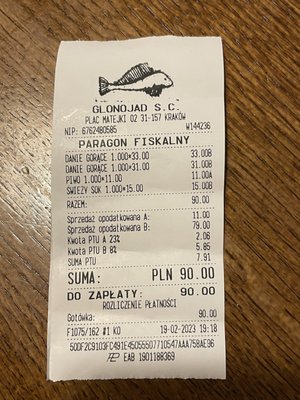 GLONOJAD S.C.
PLAC MATEJKI 02 31-157 KRAKÓW
NIP: 6762480585 W144236
PARAGON FISKALNY
DANIE GORĄCE 1.000×33.00 33.00B
DANIE GORĄCE 1.000×31.00 31.00B
PIWO 1.000×11.00 11.00A
ŚWIEŻY SOK 1.000×15.00 15.00B
RAZEM: 90.00
Sprzedaż opodatkowana A: 11.00
Sprzedaż opodatkowana B: 79.00
Kwota PTU A 23% 2.06
Kwota PTU B 8% 5.85
SUMA PTU 7.91
SUMA: PLN 90.00
DO ZAPŁATY: 90.00
ROZLICZENIE PŁATNOŚCI
Gotówka: 90.00
F1075/162 #1 KO 19-02-2023 19:18
EAB 1901188369